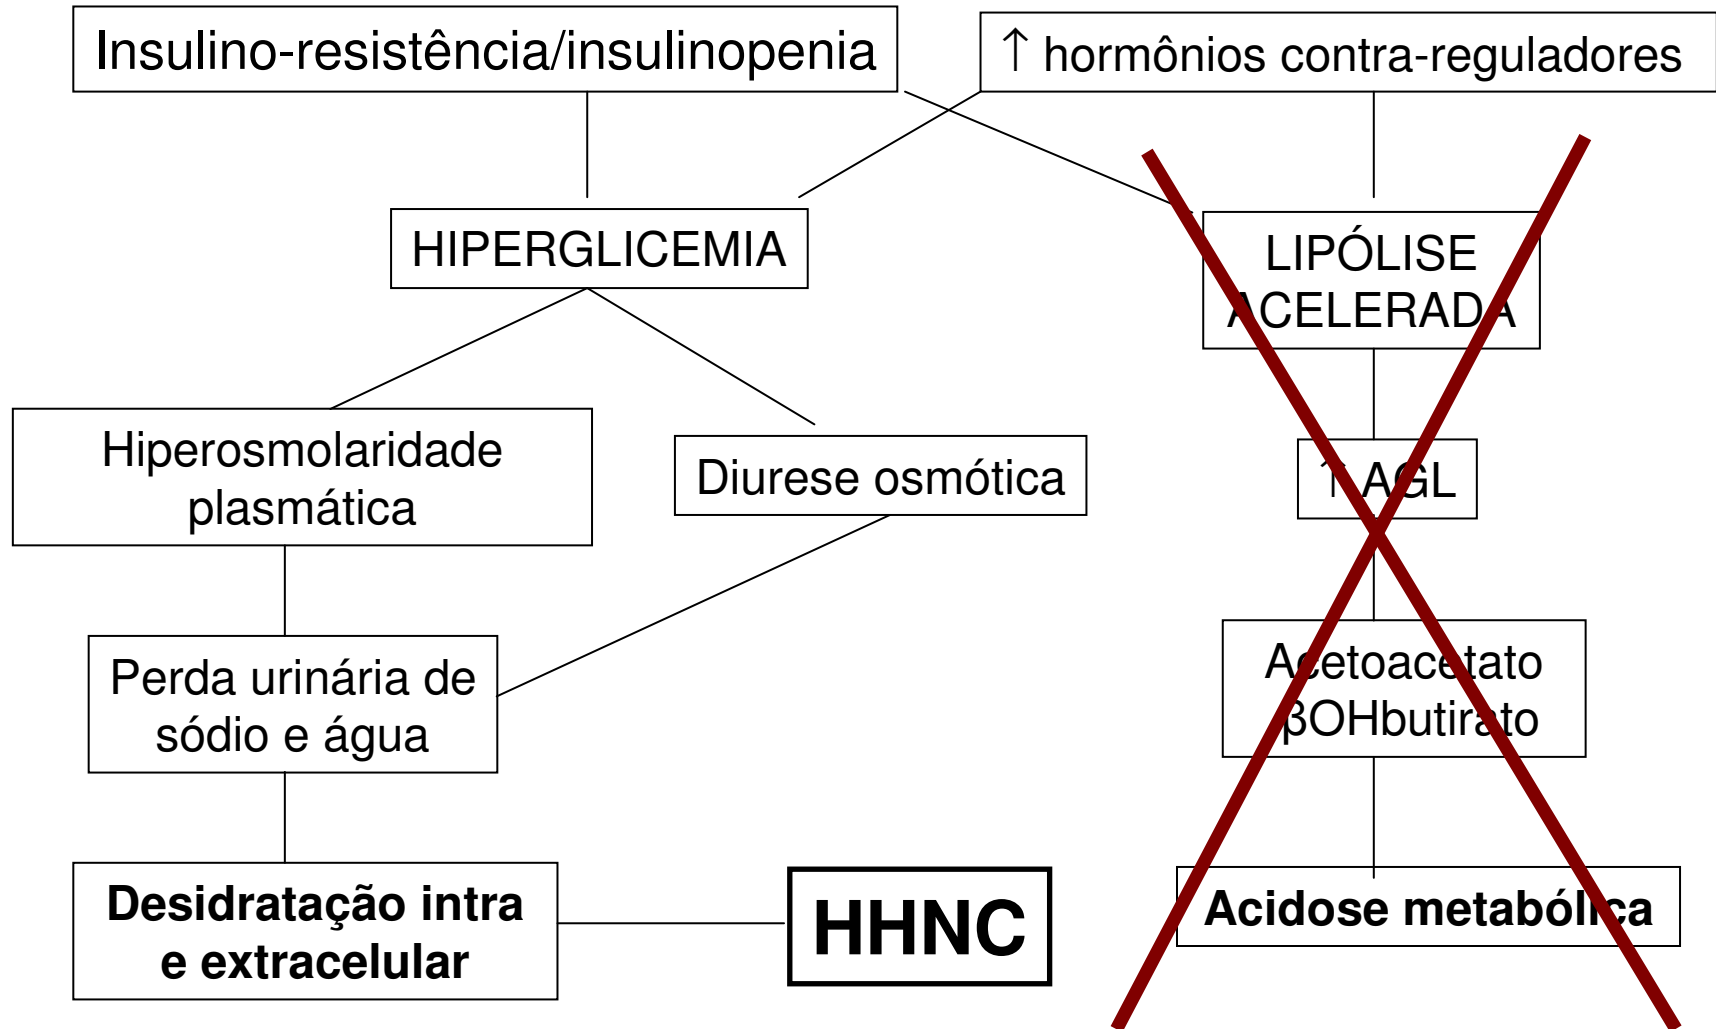 Insulino-resistência/insulinopenia
↑ hormônios contra-reguladores
HIPERGLICEMIA
LIPÓLISE
ACELERADA
Hiperosmolaridade
plasmática
Diurese osmótica
↑ AGL
Perda urinária de
sódio e água
Acetoacetato
βOHbutirato
Desidratação intra
e extracelular
HHNC
Acidose metabólica